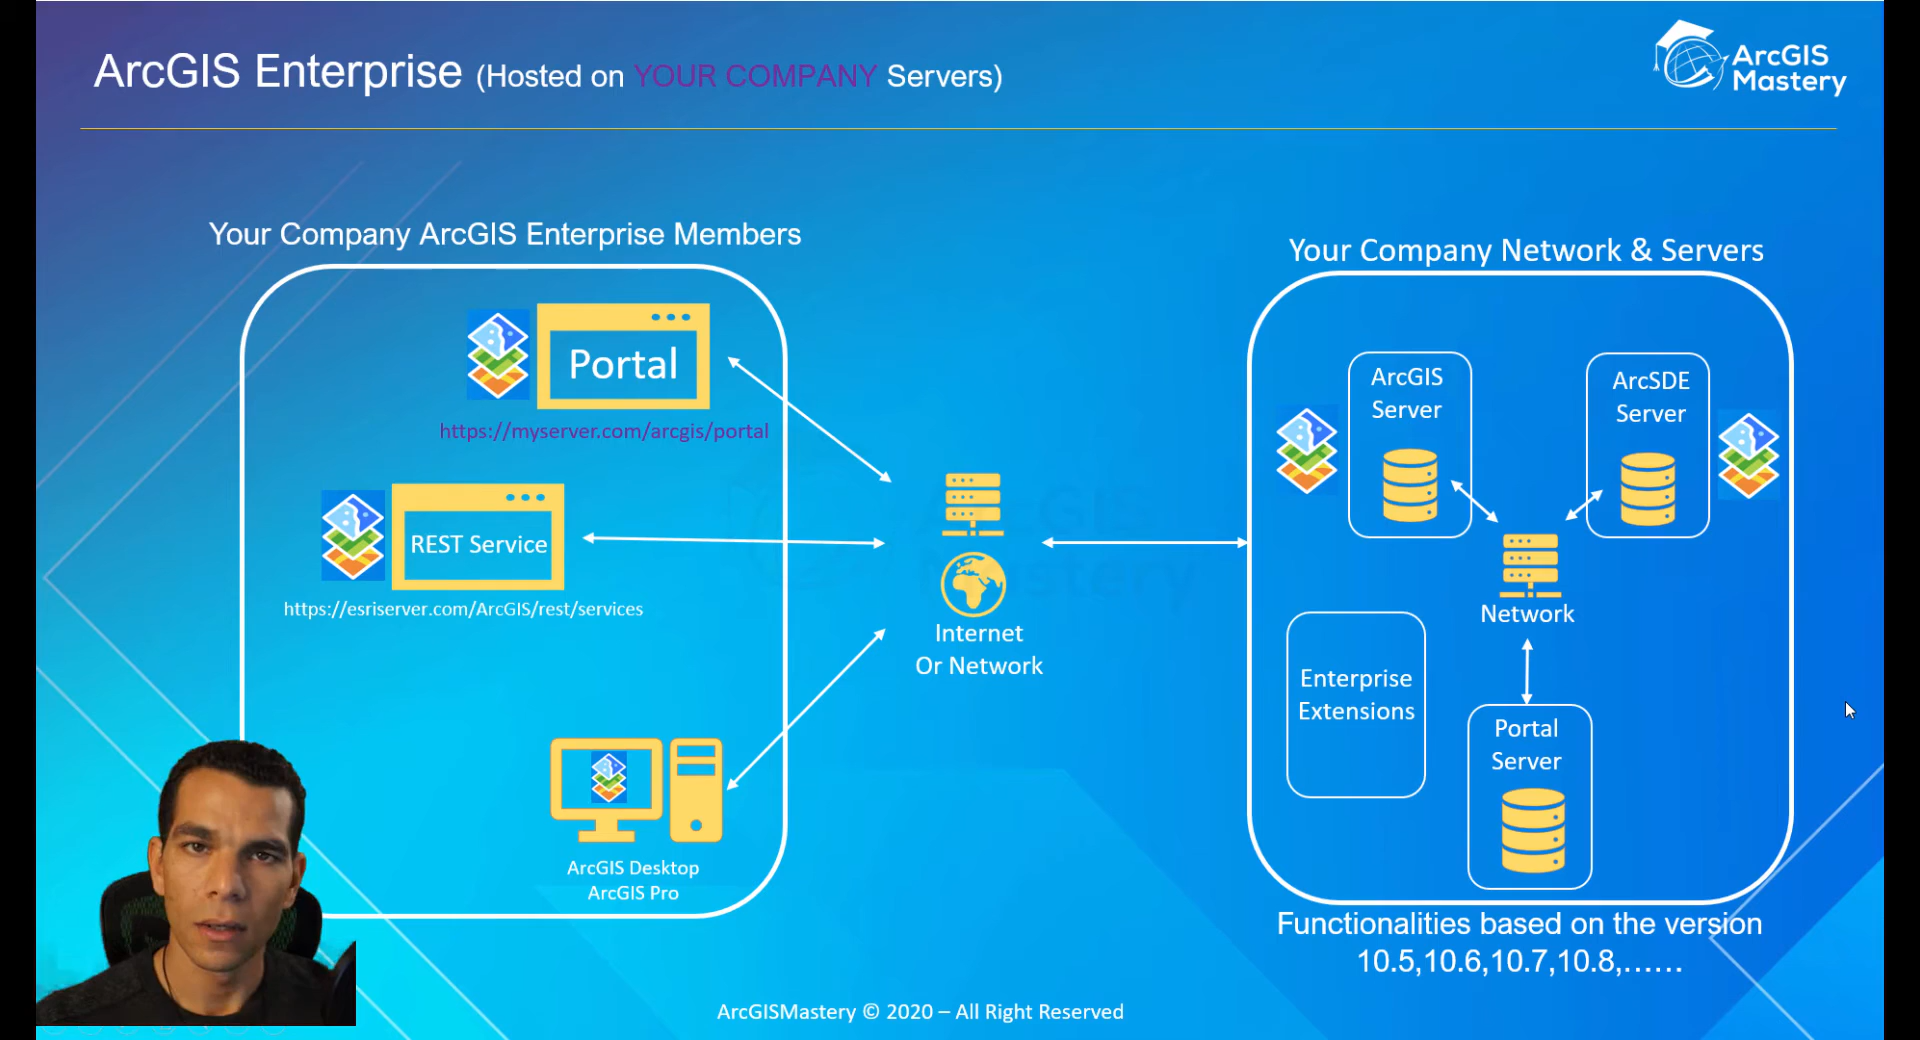 ArcGIS Enterprise (Hosted on YOUR COMPANY Servers)
ArcGIS
Mastery
Your Company ArcGIS Enterprise Members
Portal
https://myserver.com/arcgis/portal
REST Service
https://esriserver.com/ArcGIS/rest/services
ArcGIS Desktop
ArcGIS Pro
Internet
Or Network
Your Company Network & Servers
ArcGIS
Server
ArcSDE
Server
Network
Enterprise
Extensions
Portal
Server
Functionalities based on the version
10.5,10.6,10.7,10.8,......
ArcGISMastery © 2020 – All Right Reserved
ArcGIS
Mastery